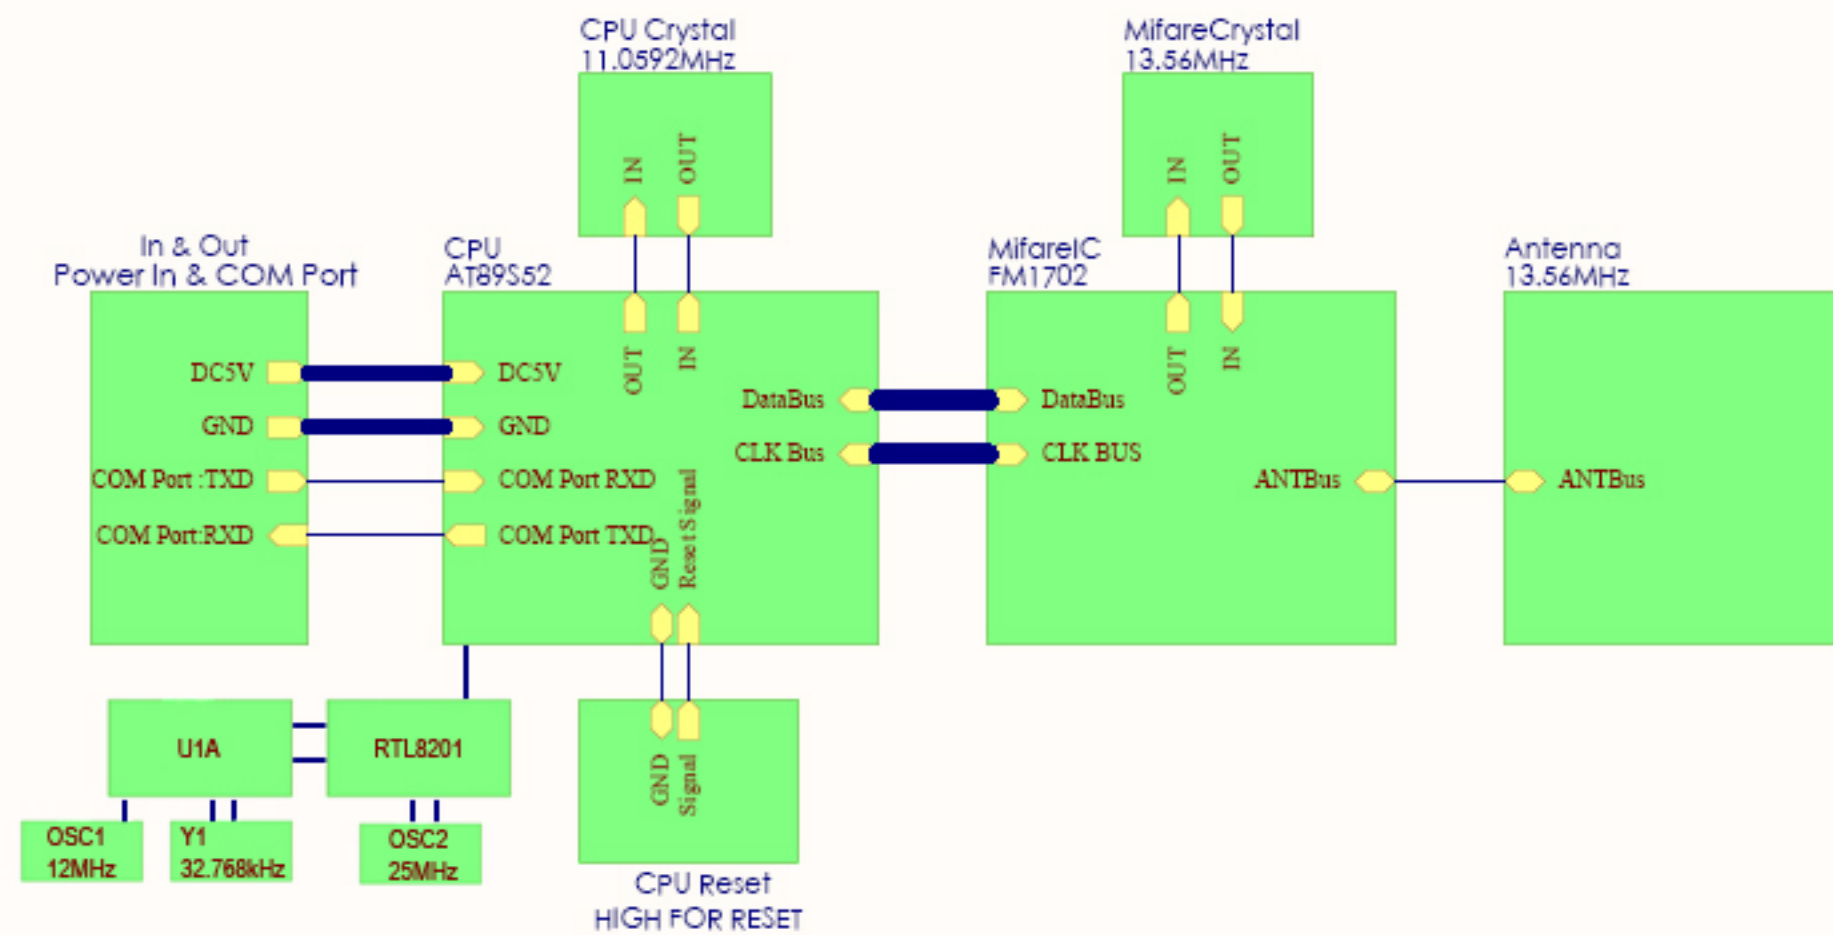 CPU Crystal
11.0592MHz
IN
OUT
MifareCrystal
13.56MHz
IN
OUT
In & Out
Power In & COM Port
DC5V
GND
COM Port :TXD
COM Port:RXD
CPU
AT89S52
OUT
IN
DC5V
GND
COM Port RXD
COM Port TXD
DataBus
CLK Bus
GND
Reset Signal
MifareIC
FM1702
OUT
IN
DataBus
CLK BUS
ANTBus
Antenna
13.56MHz
ANTBus
U1A
RTL8201
OSC1
12MHz
Y1
32.768kHz
OSC2
25MHz
GND
Signal
CPU Reset
HIGH FOR RESET